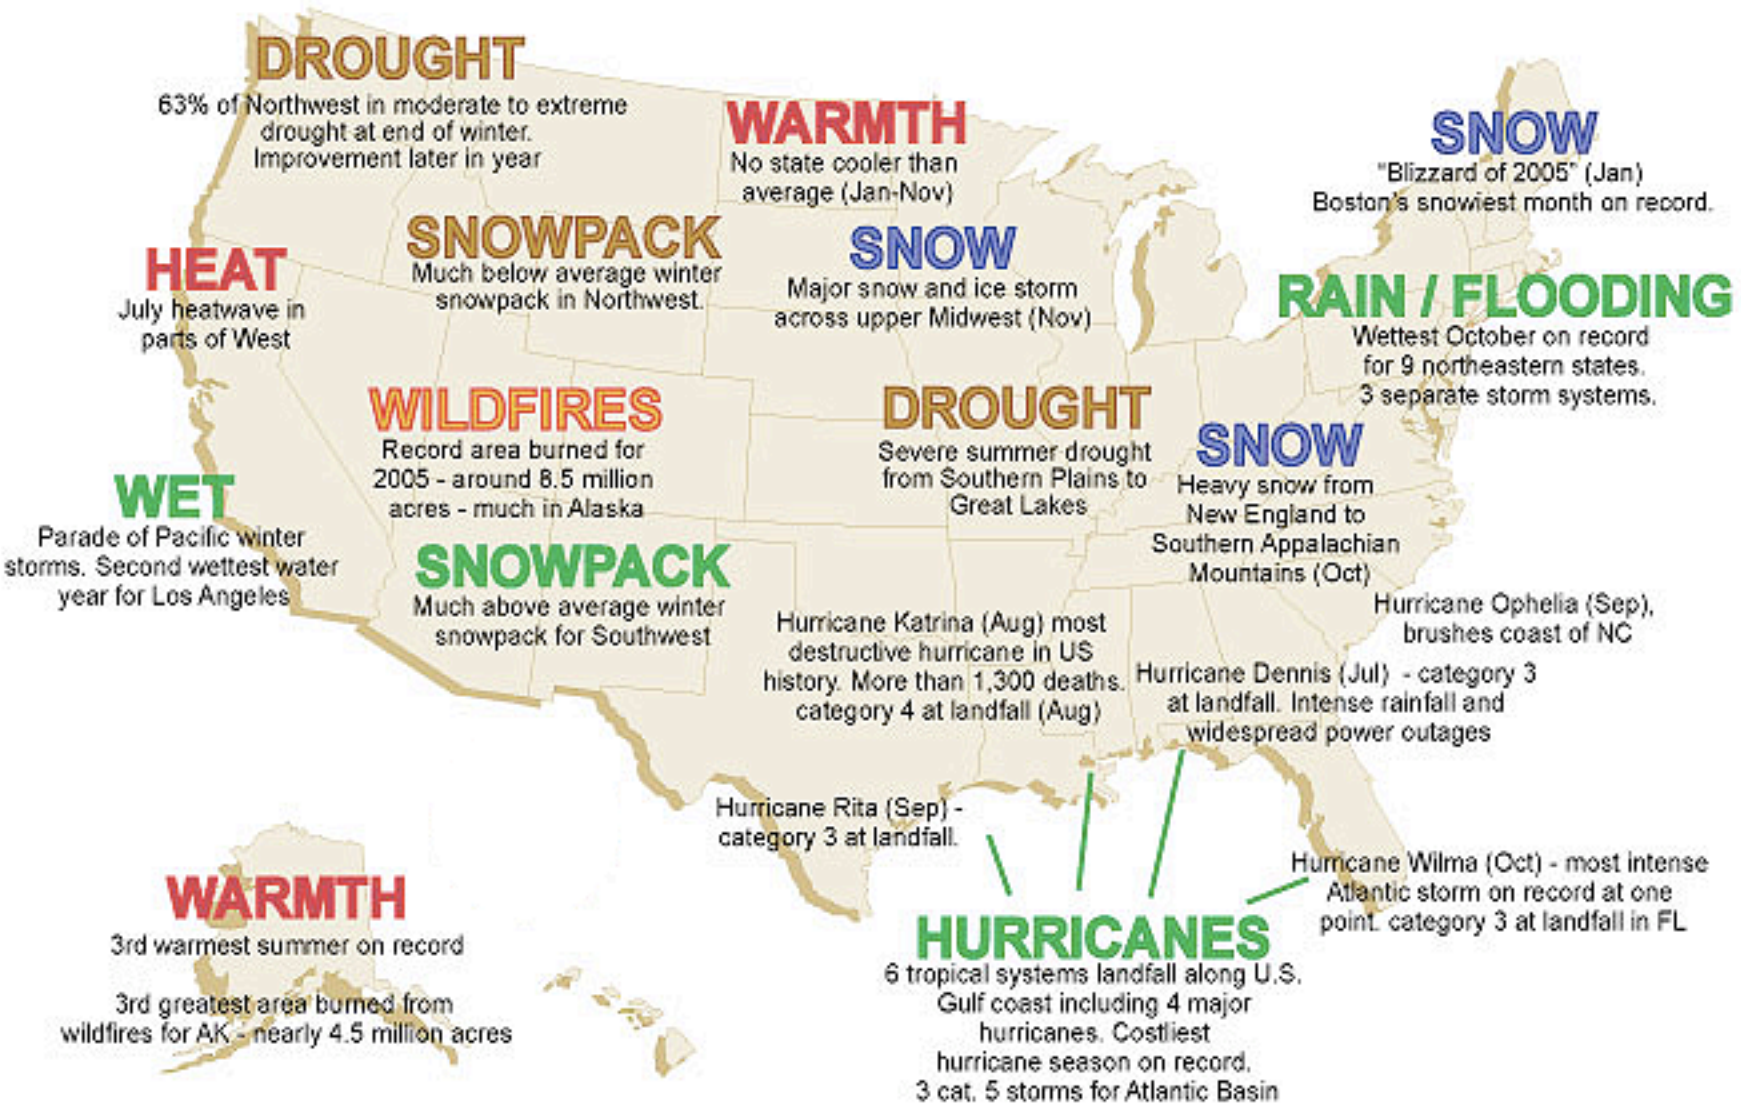 DROUGHT
63% of Northwest in moderate to extreme
drought at end of winter.
Improvement later in year
WARMTH
No state cooler than
average (Jan-Nov)
SNOW
"Blizzard of 2005" (Jan)
Boston's snowiest month on record.
SNOWPACK
Much below average winter
snowpack in Northwest.
SNOW
Major snow and ice storm
across upper Midwest (Nov)
HEAT
July heatwave in
parts of West
RAIN / FLOODING
Wettest October on record
for 9 northeastern states.
3 separate storm systems.
WILDFIRES
Record area burned for
2005 - around 8.5 million
acres - much in Alaska
DROUGHT
Severe summer drought
from Southern Plains to
Great Lakes
SNOW
Heavy snow from
New England to
Southern Appalachian
Mountains (Oct)
WET
Parade of Pacific winter
storms. Second wettest water
year for Los Angeles
SNOWPACK
Much above average winter
snowpack for Southwest
Hurricane Katrina (Aug) most
destructive hurricane in US
history. More than 1,300 deaths.
category 4 at landfall (Aug)
Hurricane Ophelia (Sep),
brushes coast of NC
Hurricane Dennis (Jul) - category 3
at landfall. Intense rainfall and
widespread power outages
Hurricane Rita (Sep) -
category 3 at landfall.
Hurricane Wilma (Oct) - most intense
Atlantic storm on record at one
point. category 3 at landfall in FL
WARMTH
3rd warmest summer on record
3rd greatest area burned from
wildfires for AK - nearly 4.5 million acres
HURRICANES
6 tropical systems landfall along U.S.
Gulf coast including 4 major
hurricanes. Costliest
hurricane season on record.
3 cat. 5 storms for Atlantic Basin